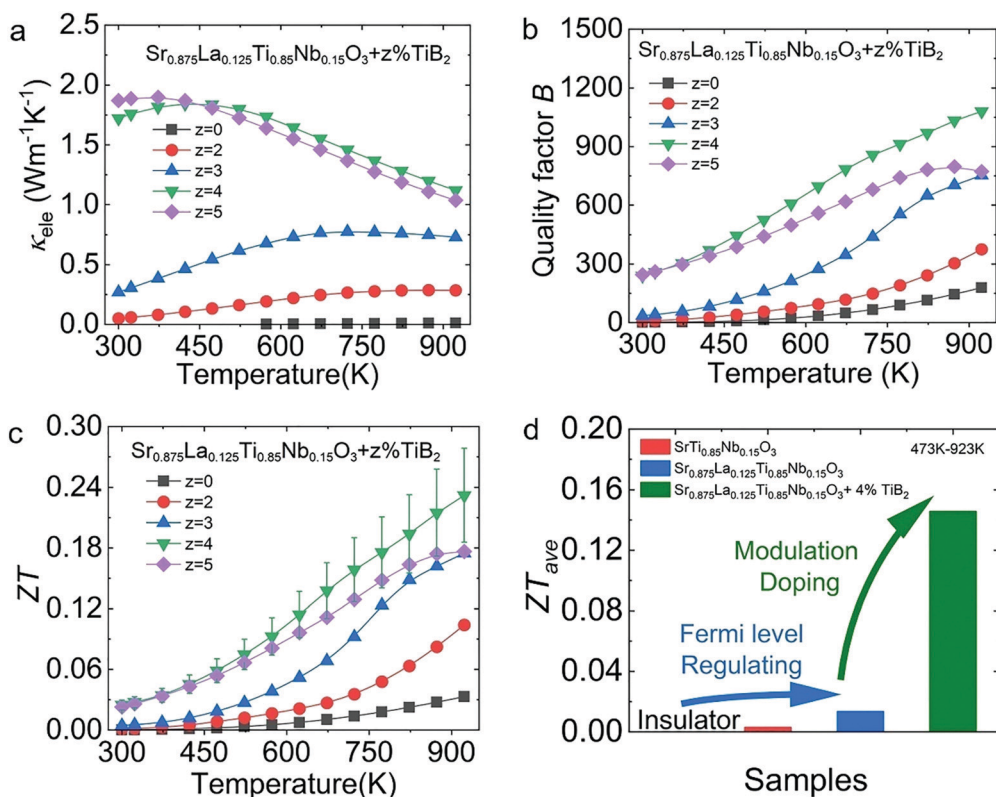 a
Sr0.875La0.125Ti0.85Nb0.15O3+z%TiB2
z=0
z=2
z=3
z=4
z=5
κele (Wm-1K-1)
2.5
2.0
1.5
1.0
0.5
0.0
300 450 600 750 900
Temperature(K)
b
Sr0.875La0.125Ti0.85Nb0.15O3+z%TiB2
z=0
z=2
z=3
z=4
z=5
Quality factor B
1500
1200
900
600
300
0
300 450 600 750 900
Temperature (K)
c
Sr0.875La0.125Ti0.85Nb0.15O3+z%TiB2
z=0
z=2
z=3
z=4
z=5
ZT
0.30
0.24
0.18
0.12
0.06
0.00
300 450 600 750 900
Temperature(K)
d
SrTi0.85Nb0.15O3
Sr0.875La0.125Ti0.85Nb0.15O3
Sr0.875La0.125Ti0.85Nb0.15O3+ 4% TiB2
473K-923K
Modulation
Doping
Fermi level
Regulating
Insulator
ZTave
0.20
0.16
0.12
0.08
0.04
0.00
Samples